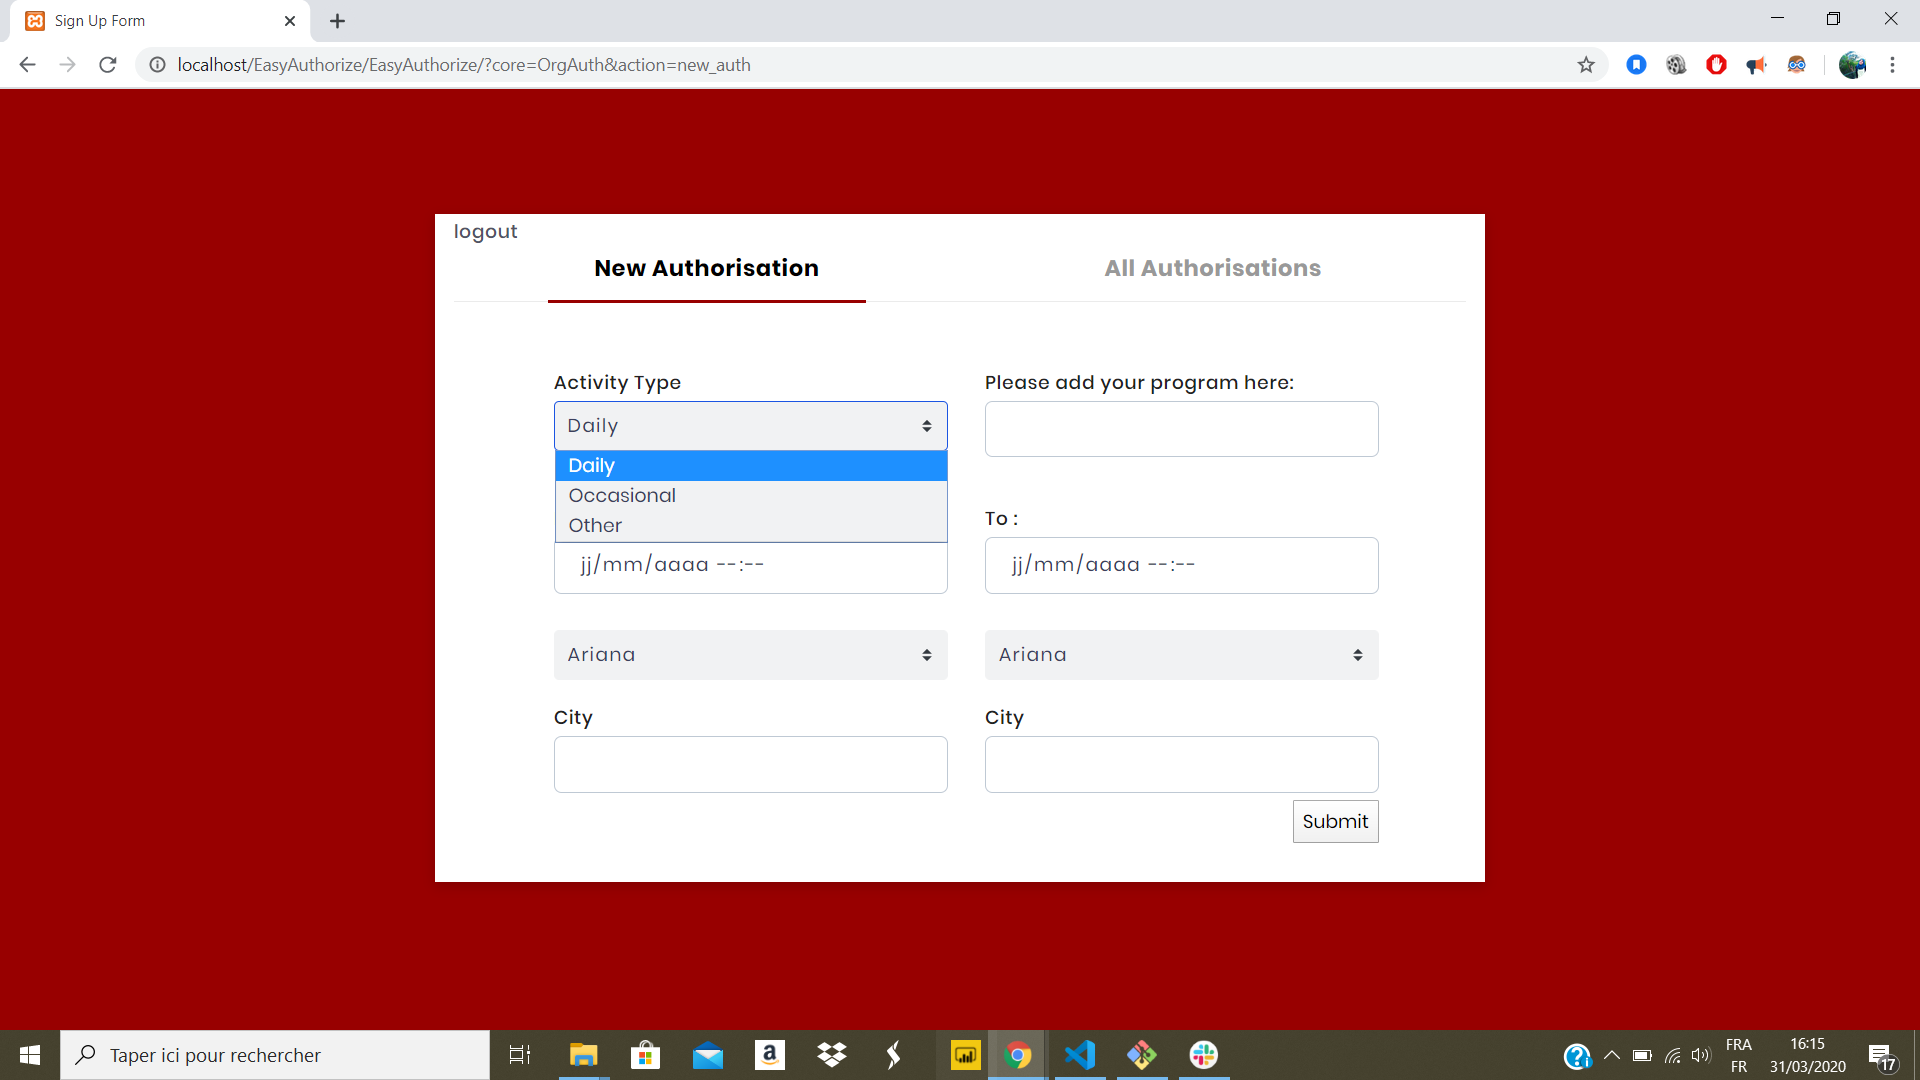 Sign Up Form
localhost/EasyAuthorize/EasyAuthorize/?core=OrgAuth&action=new_auth
logout
New Authorisation
All Authorisations
Activity Type
Please add your program here:
Daily
Daily
Occasional
Other
To :
jj/mm/aaaa --:--
jj/mm/aaaa --:--
Ariana
Ariana
City
City
Submit
Taper ici pour rechercher
FRA
FR
16:15
31/03/2020
17